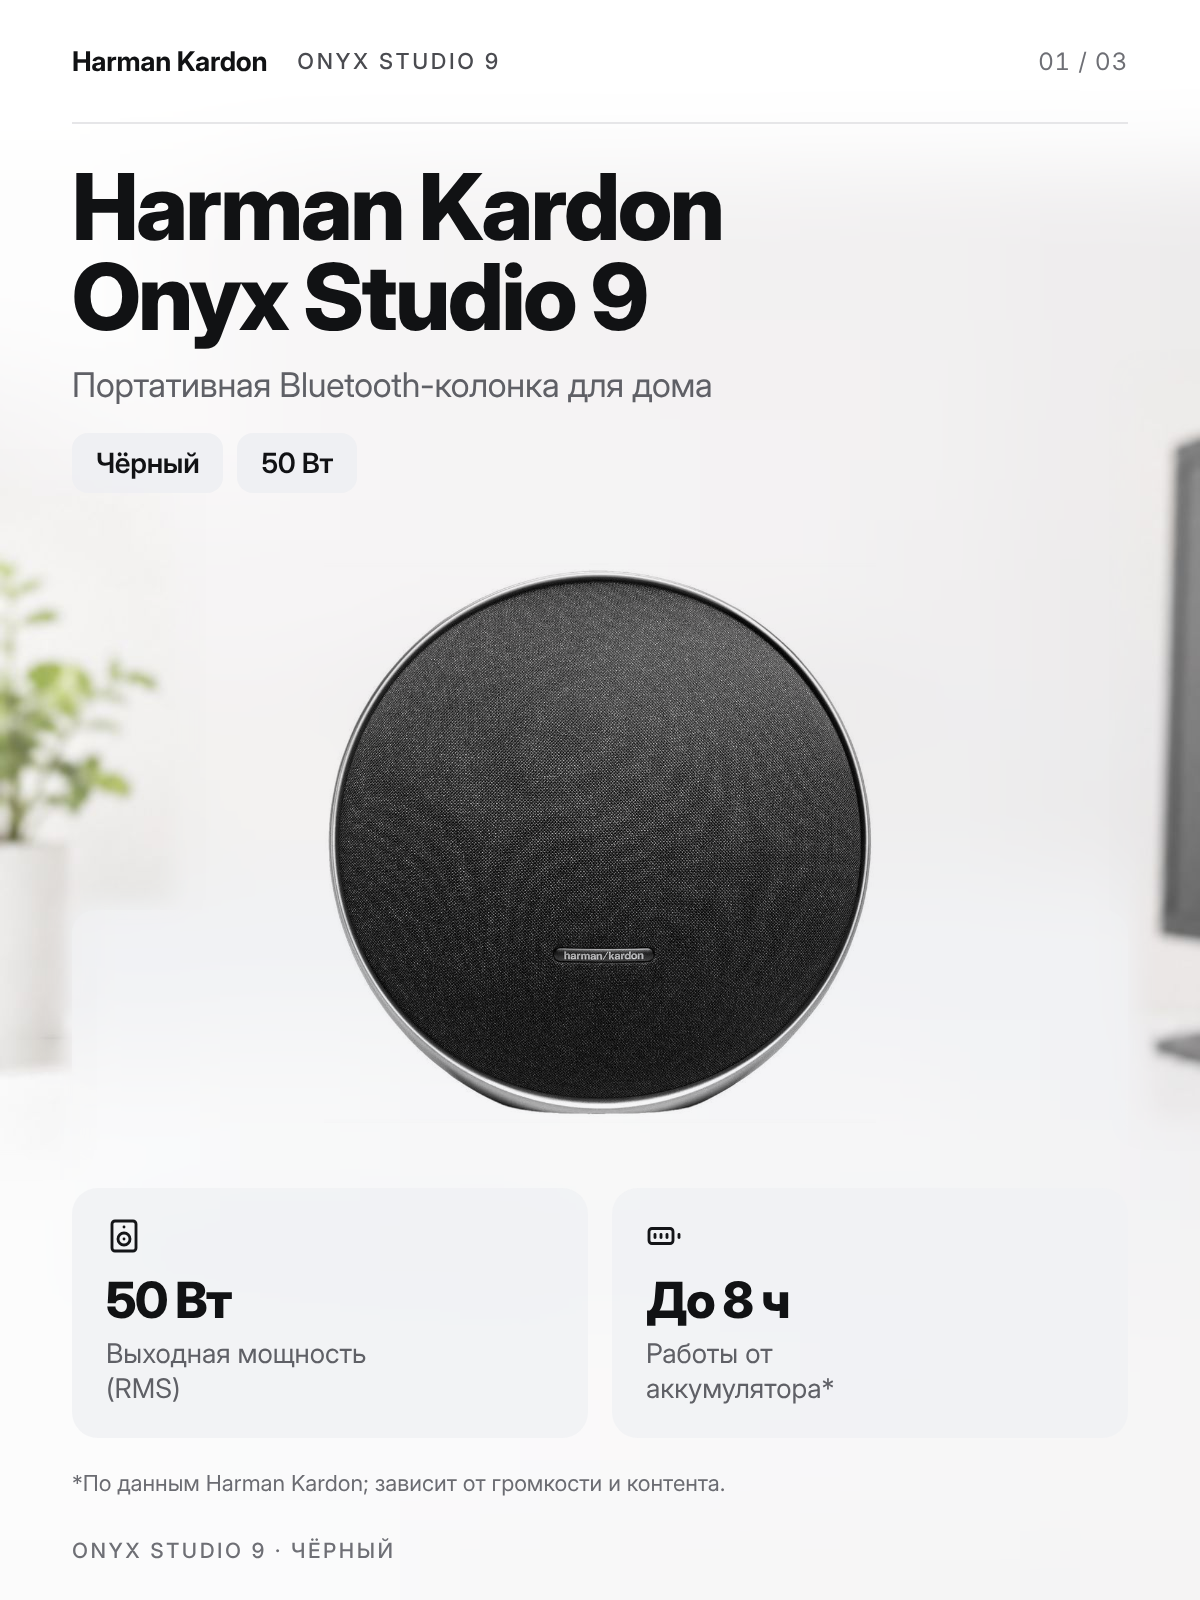 Harman Kardon ONYX STUDIO 9 01 / 03
Harman Kardon
Onyx Studio 9
Портативная Bluetooth-колонка для дома
Чёрный 50 Вт
harman/kardon
50 Вт
Выходная мощность
(RMS)
До 8 ч
Работы от
аккумулятора*
*По данным Harman Kardon; зависит от громкости и контента.
ONYX STUDIO 9 · ЧЁРНЫЙ